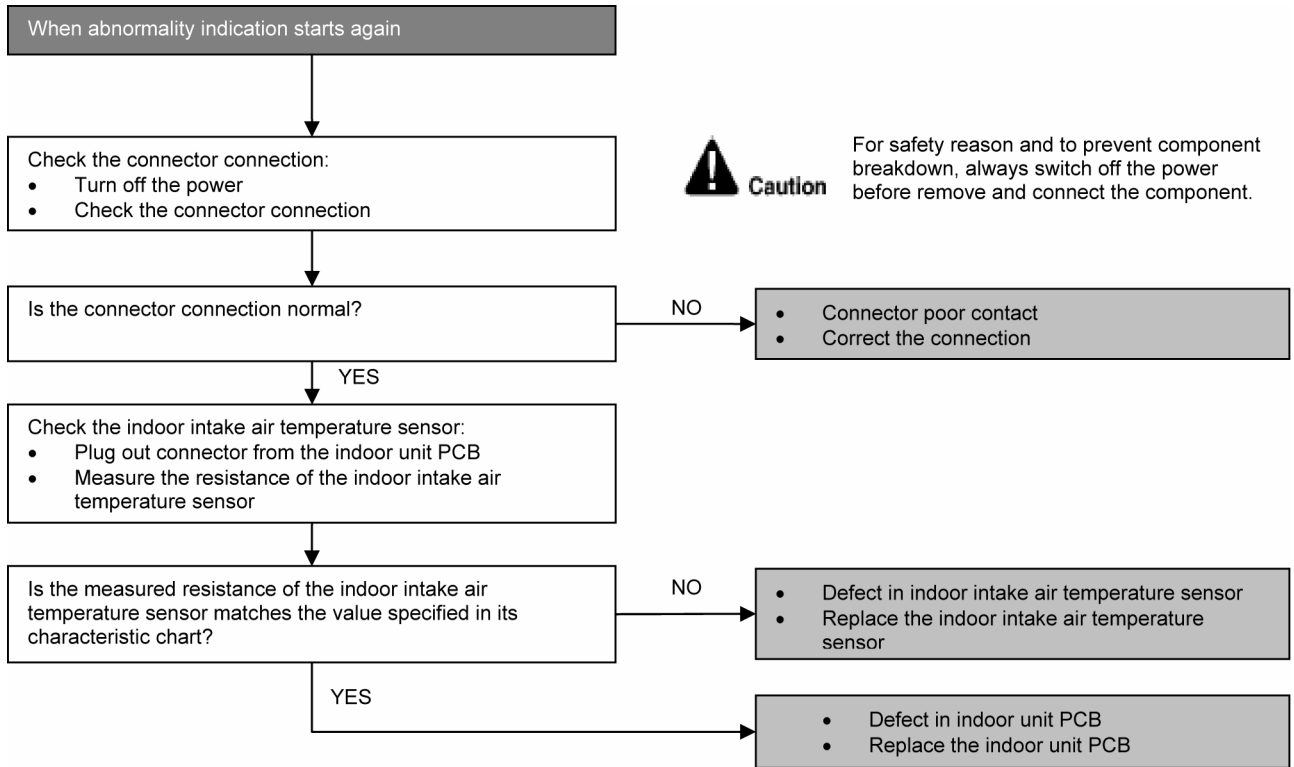 When abnormality indication starts again
Check the connector connection:
• Turn off the power
• Check the connector connection
Caution
For safety reason and to prevent component
breakdown, always switch off the power
before remove and connect the component.
Is the connector connection normal?
NO
• Connector poor contact
• Correct the connection
YES
Check the indoor intake air temperature sensor:
• Plug out connector from the indoor unit PCB
• Measure the resistance of the indoor intake air
temperature sensor
Is the measured resistance of the indoor intake air
temperature sensor matches the value specified in its
characteristic chart?
NO
• Defect in indoor intake air temperature sensor
• Replace the indoor intake air temperature
sensor
YES
• Defect in indoor unit PCB
• Replace the indoor unit PCB